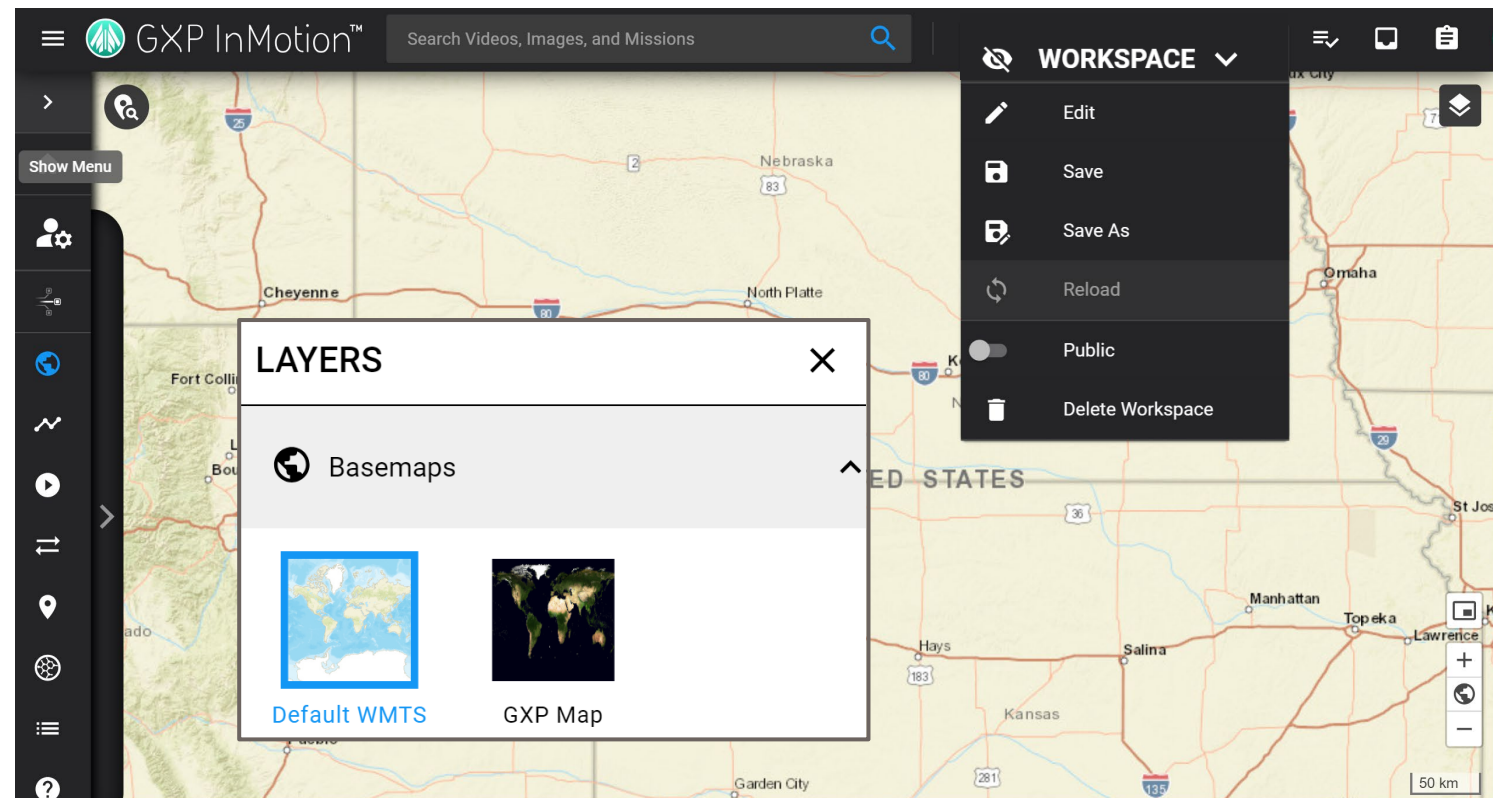 GXP InMotion™
Search Videos, Images, and Missions
WORKSPACE
Edit
Save
Save As
Reload
Public
Delete Workspace
Show Menu
25
2
Nebraska
83
Omaha
Cheyenne
North Platte
80
LAYERS
Fort Colli
80
Basemaps
29
ED STATES
36
St Jos
Default WMTS
GXP Map
Manhattan
Topeka
Lawrence
ado
Hays
Salina
183
Kansas
Garden City
281
135
50 km